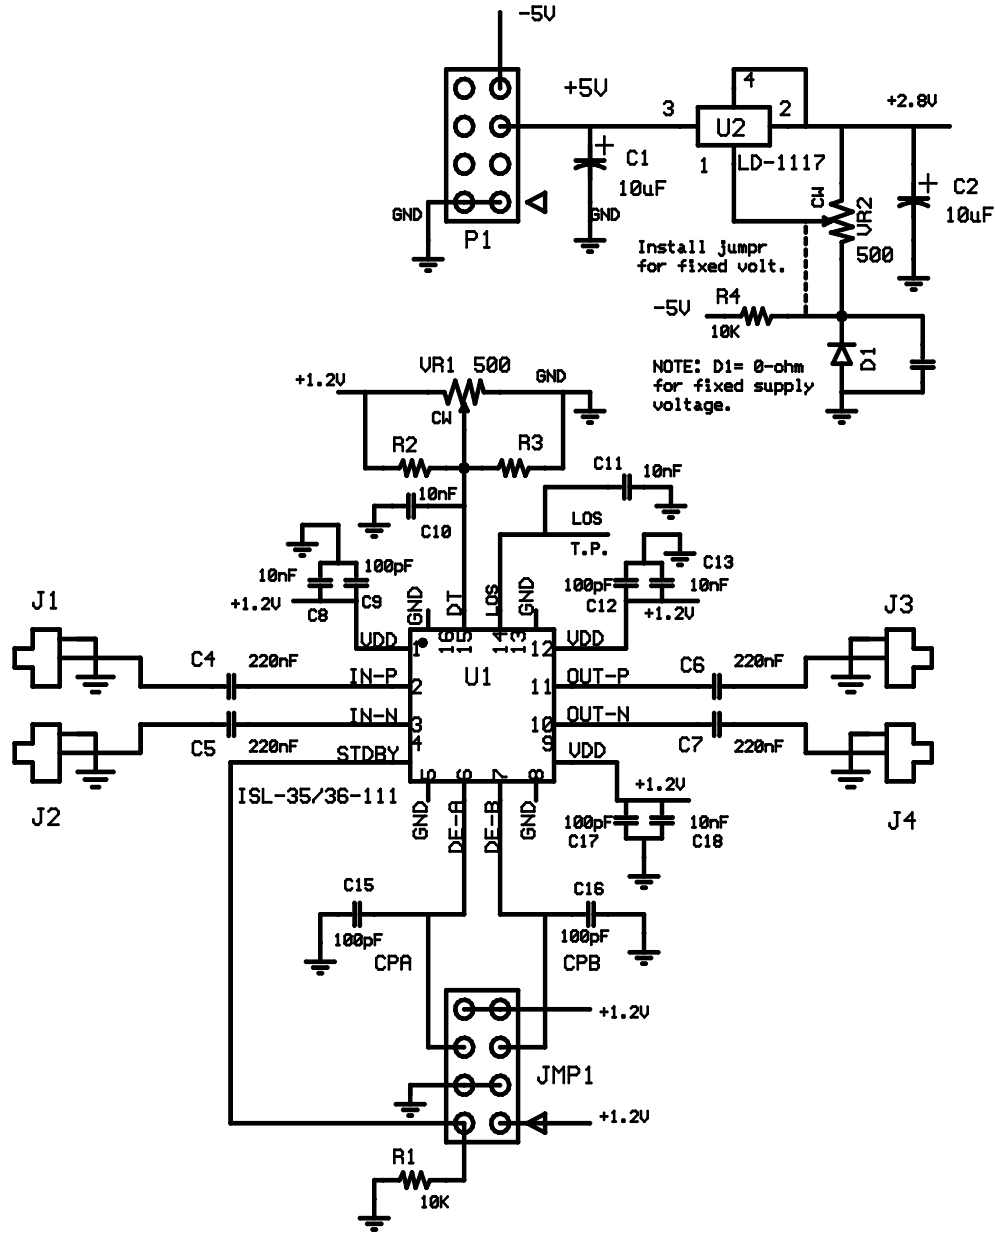 -5V
+5V
3
4
2
+2.8V
U2
1
LD-1117
C1
10uF
C2
10uF
CW
VR2
500
GND
GND
P1
Install jumpr
for fixed volt.
-5V
R4
10K
D1
NOTE: D1= 0-ohm
for fixed supply
voltage.
VR1 500
GND
+1.2V
CW
R2
R3
C11
10nF
10nF
C10
LOS
T.P.
100pF
10nF
C9
C8
+1.2V
C13
100pF
10nF
C12
+1.2V
GND
DT
LOS
GND
16
15
14
13
J1
J3
VDD
1
12
VDD
C4
220nF
IN-P
2
U1
11
OUT-P
C6
220nF
C5
220nF
IN-N
3
10
OUT-N
C7
220nF
STDBY
4
9
VDD
5
6
7
8
J2
J4
ISL-35/36-111
GND
DE-A
DE-B
GND
+1.2V
100pF
10nF
C17
C18
C15
100pF
CPA
C16
100pF
CPB
+1.2V
JMP1
+1.2V
R1
10K